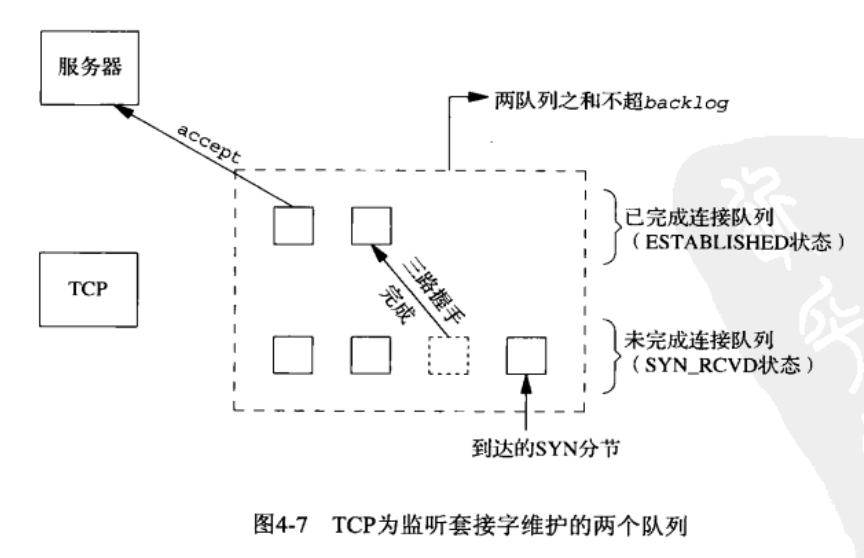 服务器
accept
两队列之和不超backlog
已完成连接队列
(ESTABLISHED状态)
TCP
三路握手
完成
未完成连接队列
(SYN_RCVD状态)
到达的SYN分节
图4-7 TCP为监听套接字维护的两个队列